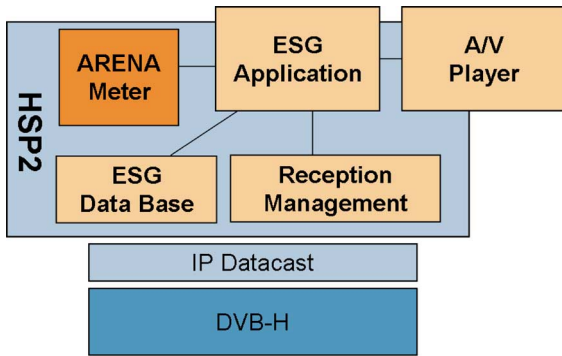 ARENA
Meter
ESG
Application
A/V
Player
HSP2
ESG
Data Base
Reception
Management
IP Datacast
DVB-H